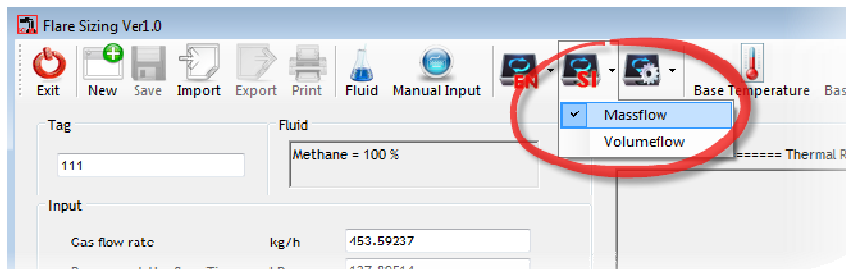 Flare Sizing Ver1.0
EN SI
Exit New Save Import Export Print Fluid Manual Input Base Temperature Bas
Massflow
Volumeflow
Tag Fluid
111
Methane = 100 %
====== Thermal R
Input
Gas flow rate kg/h 453.59237